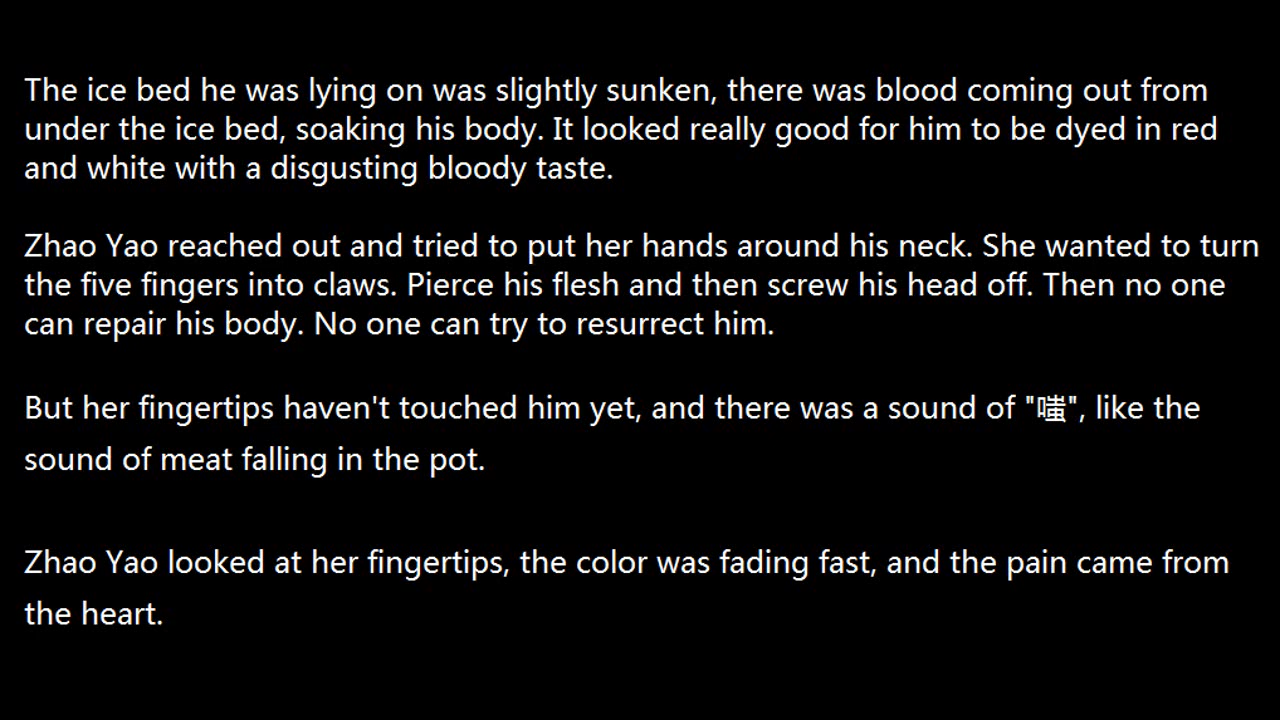 The ice bed he was lying on was slightly sunken, there was blood coming out from
under the ice bed, soaking his body. It looked really good for him to be dyed in red
and white with a disgusting bloody taste.
Zhao Yao reached out and tried to put her hands around his neck. She wanted to turn
the five fingers into claws. Pierce his flesh and then screw his head off. Then no one
can repair his body. No one can try to resurrect him.
But her fingertips haven't touched him yet, and there was a sound of "嗤", like the
sound of meat falling in the pot.
Zhao Yao looked at her fingertips, the color was fading fast, and the pain came from
the heart.